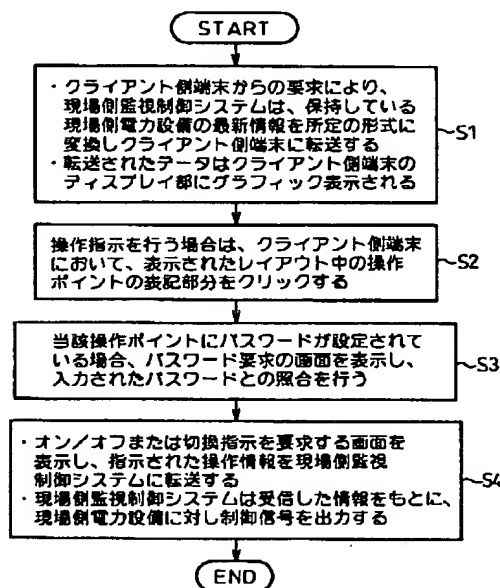 START
・クライアント側端末からの要求により、
現場側監視制御システムは、保持している
現場側電力設備の最新情報を所定の形式に
変換しクライアント側端末に転送する
・転送されたデータはクライアント側端末の
ディスプレイ部にグラフィック表示される
S1
操作指示を行う場合は、クライアント側端末
において、表示されたレイアウト中の操作
ポイントの表記部分をクリックする
S2
当該操作ポイントにパスワードが設定されて
いる場合、パスワード要求の画面を表示し、
入力されたパスワードとの照合を行う
S3
・オン/オフまたは切換指示を要求する画面を
表示し、指示された操作情報を現場側監視
制御システムに転送する
・現場側監視制御システムは受信した情報をもとに、
現場側電力設備に対し制御信号を出力する
S4
END